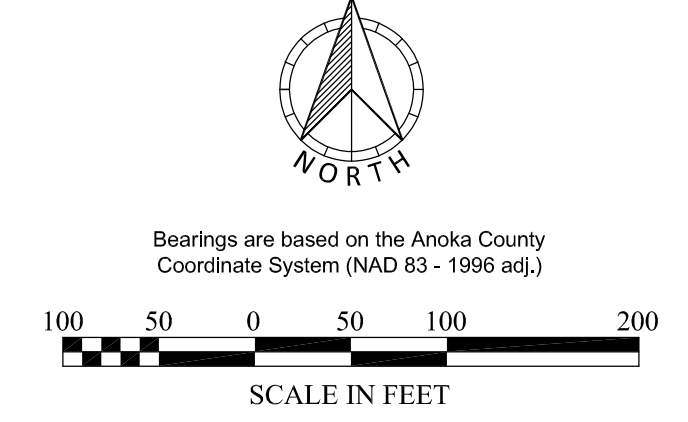 NORTH
Bearings are based on the Anoka County
Coordinate System (NAD 83 - 1996 adj.)
100 50 0 50 100 200
SCALE IN FEET